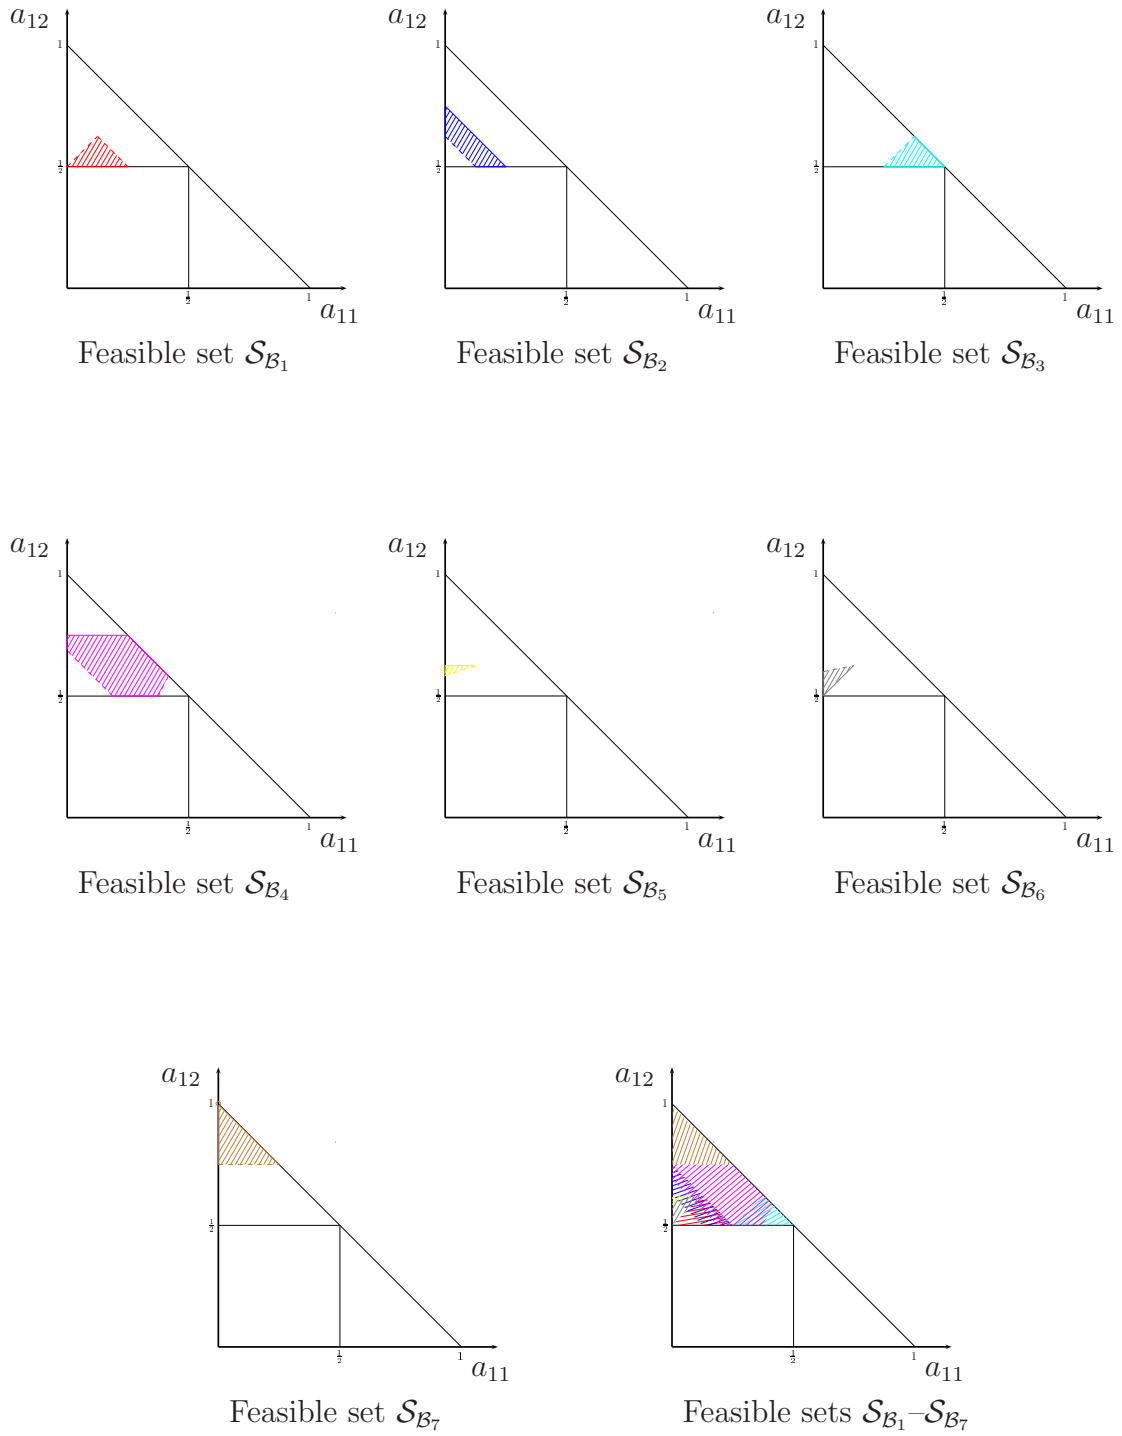 a₁₂ a₁₂ a₁₂
1 1 1
½ ½ ½
½ 1 ½ 1 ½ 1
a₁₁ a₁₁ a₁₁
Feasible set 𝒮_ℬ₁ Feasible set 𝒮_ℬ₂ Feasible set 𝒮_ℬ₃
a₁₂ a₁₂ a₁₂
1 1 1
½ ½ ½
½ 1 ½ 1 ½ 1
a₁₁ a₁₁ a₁₁
Feasible set 𝒮_ℬ₄ Feasible set 𝒮_ℬ₅ Feasible set 𝒮_ℬ₆
a₁₂ a₁₂
1 1
½ ½
½ 1 ½ 1
a₁₁ a₁₁
Feasible set 𝒮_ℬ₇ Feasible sets 𝒮_ℬ₁–𝒮_ℬ₇